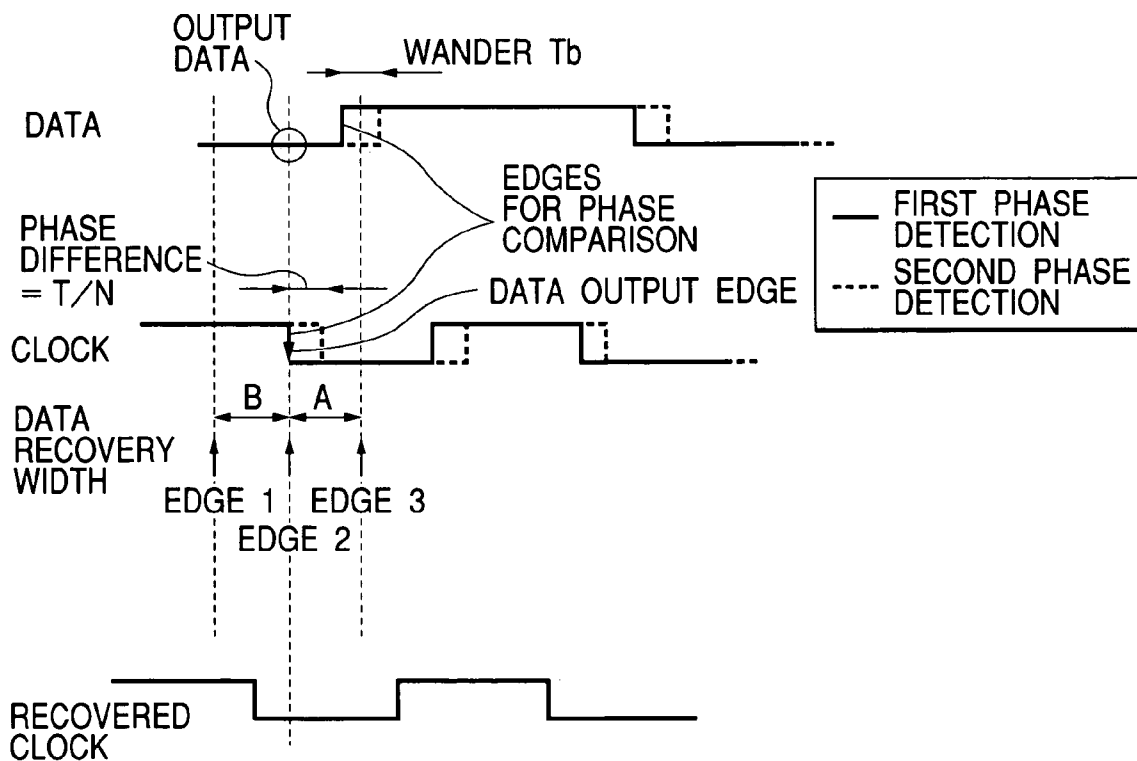 OUTPUT
DATA
WANDER Tb
DATA
EDGES
FOR PHASE
COMPARISON
FIRST PHASE
DETECTION
SECOND PHASE
DETECTION
PHASE
DIFFERENCE
= T/N
DATA OUTPUT EDGE
CLOCK
B
A
DATA
RECOVERY
WIDTH
EDGE 1
EDGE 3
EDGE 2
RECOVERED
CLOCK